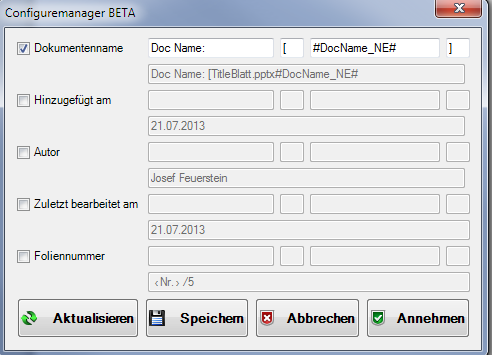 Configuremanager BETA
Dokumentenname Doc Name: [ #DocName_NE# ]
Doc Name: [TitleBlatt.pptx#DocName_NE#
Hinzugefügt am
21.07.2013
Autor
Josef Feuerstein
Zuletzt bearbeitet am
21.07.2013
Foliennummer
‹Nr.› /5
Aktualisieren Speichern Abbrechen Annehmen